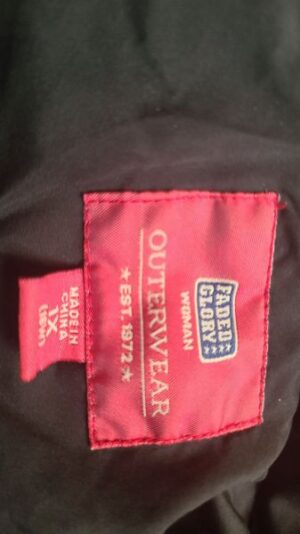 FADED
GLORY
WOMAN
OUTERWEAR
★ EST. 1972 ★
1X
MADE IN
CHINA